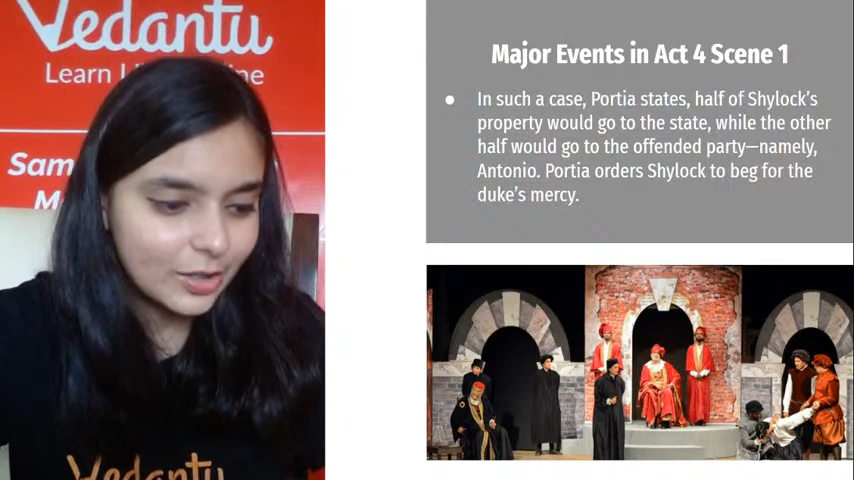 Vedantu
Learn L
ine
Sam
M
Vedantu
Major Events in Act 4 Scene 1
● In such a case, Portia states, half of Shylock's
property would go to the state, while the other
half would go to the offended party—namely,
Antonio. Portia orders Shylock to beg for the
duke's mercy.